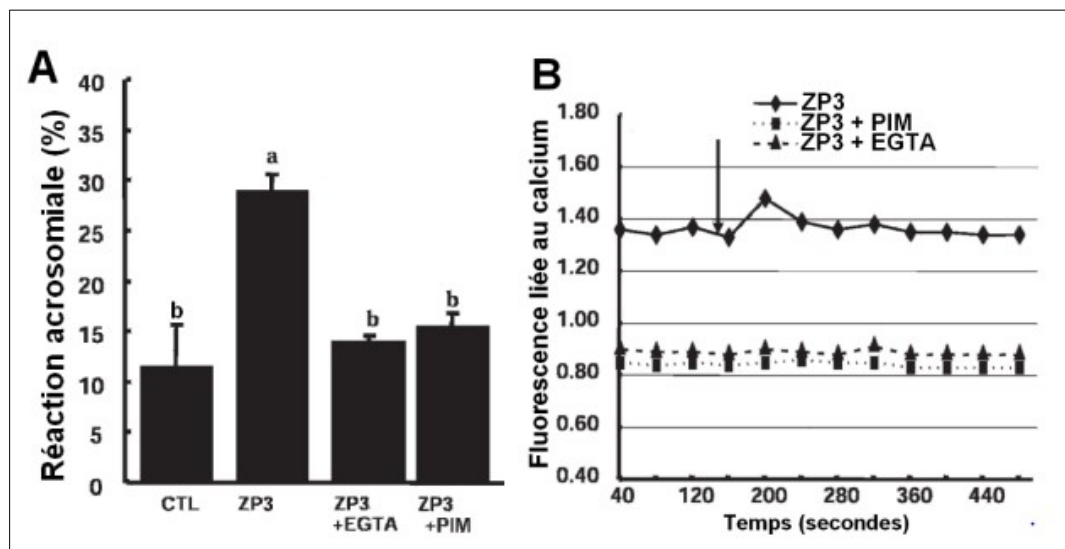 A
Réaction acrosomiale (%)
40
35
30
25
20
15
10
5
0
b
a
b
b
CTL
ZP3
ZP3
+EGTA
ZP3
+PIM
B
Fluorescence liée au calcium
ZP3
ZP3 + PIM
ZP3 + EGTA
1.80
1.60
1.40
1.20
1.00
0.80
0.60
0.40
40 120 200 280 360 440
Temps (secondes)